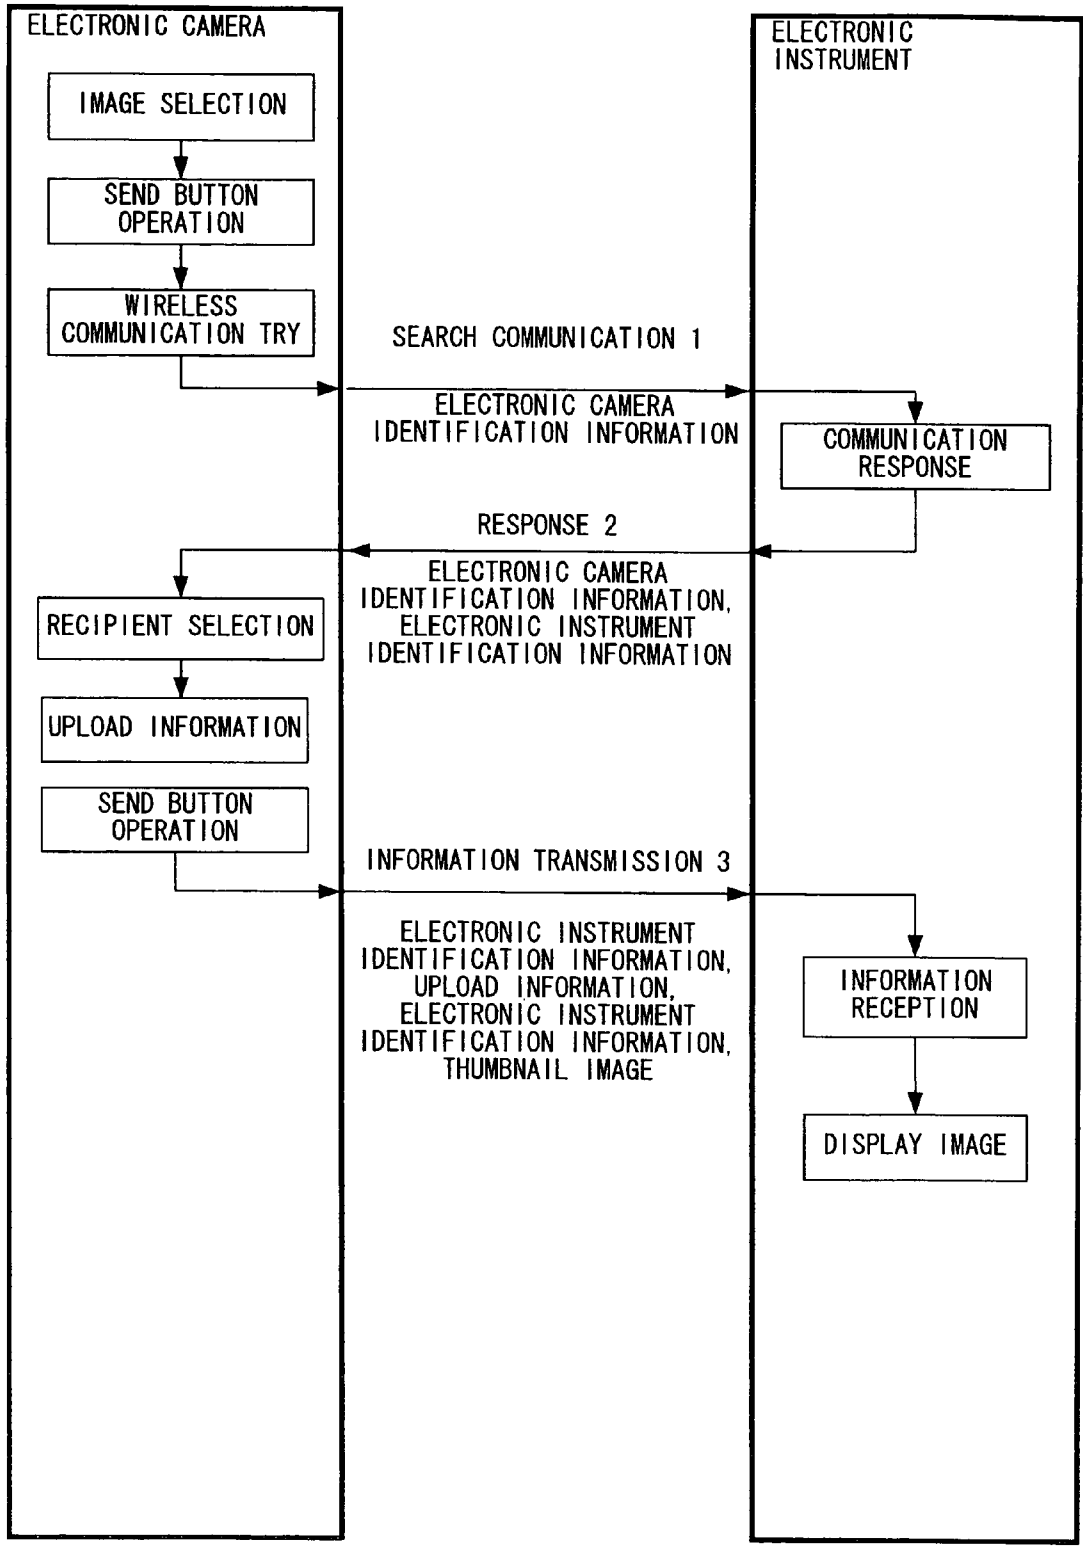 ELECTRONIC CAMERA
ELECTRONIC
INSTRUMENT
IMAGE SELECTION
SEND BUTTON
OPERATION
WIRELESS
COMMUNICATION TRY
SEARCH COMMUNICATION 1
ELECTRONIC CAMERA
IDENTIFICATION INFORMATION
COMMUNICATION
RESPONSE
RESPONSE 2
ELECTRONIC CAMERA
IDENTIFICATION INFORMATION,
ELECTRONIC INSTRUMENT
IDENTIFICATION INFORMATION
RECIPIENT SELECTION
UPLOAD INFORMATION
SEND BUTTON
OPERATION
INFORMATION TRANSMISSION 3
ELECTRONIC INSTRUMENT
IDENTIFICATION INFORMATION,
UPLOAD INFORMATION,
ELECTRONIC INSTRUMENT
IDENTIFICATION INFORMATION,
THUMBNAIL IMAGE
INFORMATION
RECEPTION
DISPLAY IMAGE